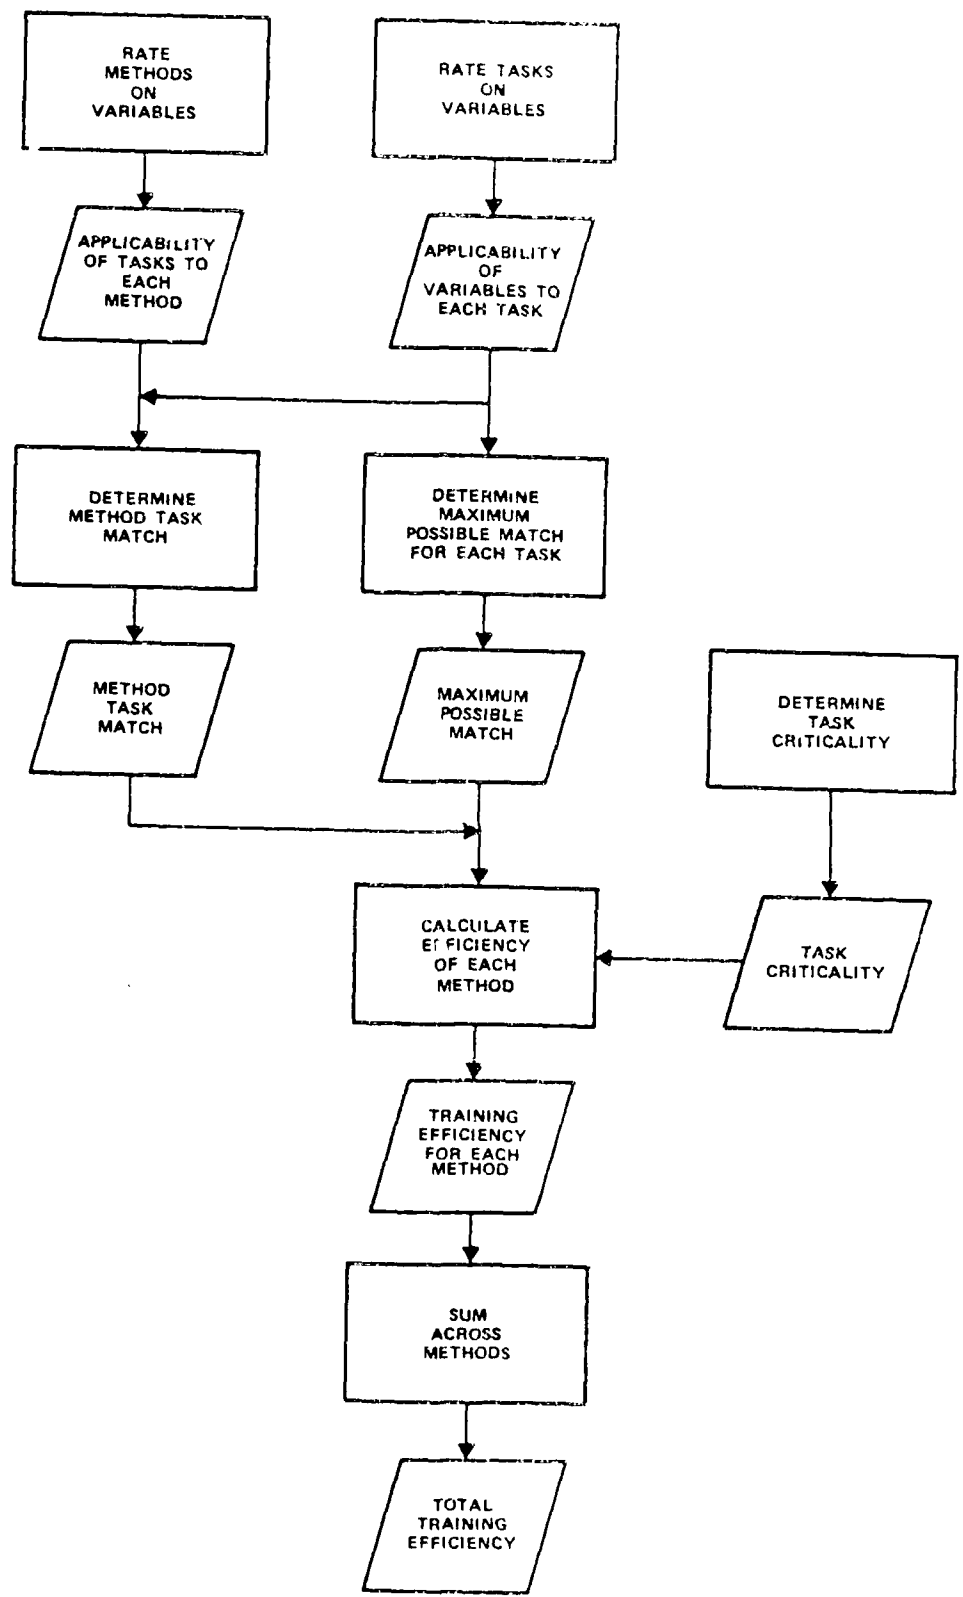 RATE
METHODS
ON
VARIABLES
RATE TASKS
ON
VARIABLES
APPLICABILITY
OF TASKS TO
EACH
METHOD
APPLICABILITY
OF
VARIABLES TO
EACH TASK
DETERMINE
METHOD TASK
MATCH
DETERMINE
MAXIMUM
POSSIBLE MATCH
FOR EACH TASK
METHOD
TASK
MATCH
MAXIMUM
POSSIBLE
MATCH
DETERMINE
TASK
CRITICALITY
CALCULATE
EFFICIENCY
OF EACH
METHOD
TASK
CRITICALITY
TRAINING
EFFICIENCY
FOR EACH
METHOD
SUM
ACROSS
METHODS
TOTAL
TRAINING
EFFICIENCY